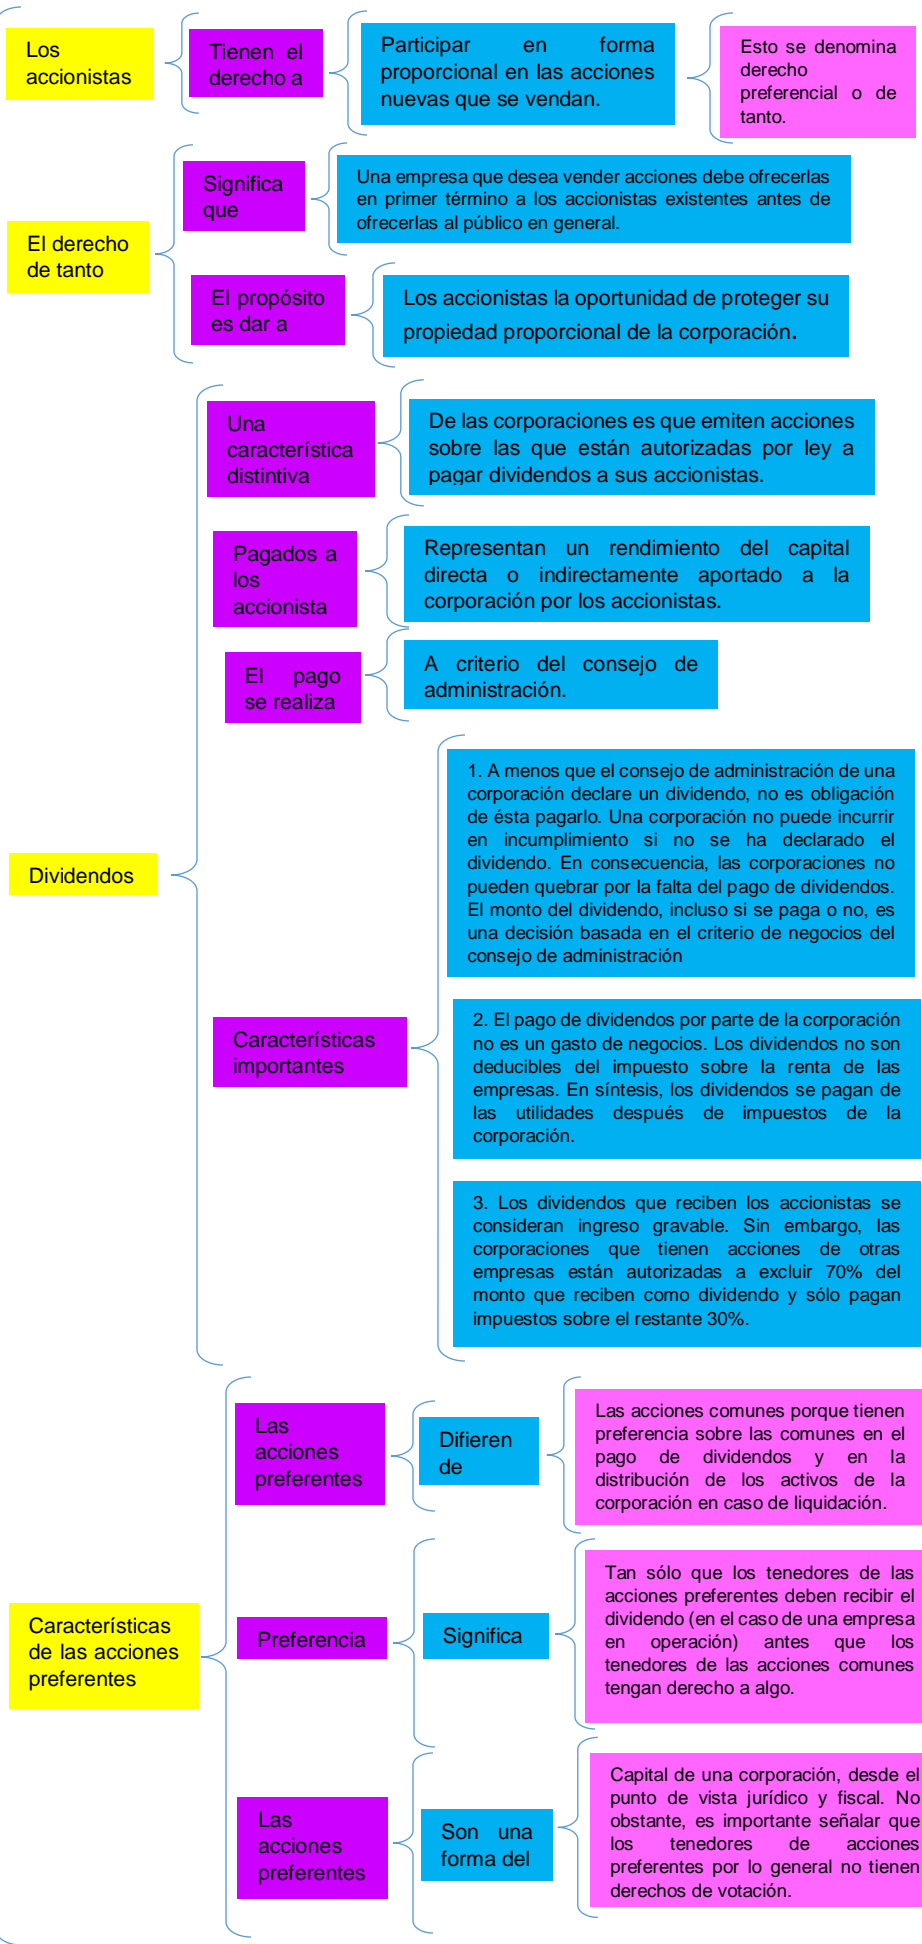 Los
accionistas
Tienen el
derecho a
Participar en forma
proporcional en las acciones
nuevas que se vendan.
Esto se denomina
derecho
preferencial o de
tanto.
El derecho
de tanto
Significa
que
Una empresa que desea vender acciones debe ofrecerlas
en primer término a los accionistas existentes antes de
ofrecerlas al público en general.
El propósito
es dar a
Los accionistas la oportunidad de proteger su
propiedad proporcional de la corporación.
Dividendos
Una
característica
distintiva
De las corporaciones es que emiten acciones
sobre las que están autorizadas por ley a
pagar dividendos a sus accionistas.
Pagados a
los
accionista
Representan un rendimiento del capital
directa o indirectamente aportado a la
corporación por los accionistas.
El pago
se realiza
A criterio del consejo de
administración.
Características
importantes
1. A menos que el consejo de administración de una
corporación declare un dividendo, no es obligación
de ésta pagarlo. Una corporación no puede incurrir
en incumplimiento si no se ha declarado el
dividendo. En consecuencia, las corporaciones no
pueden quebrar por la falta del pago de dividendos.
El monto del dividendo, incluso si se paga o no, es
una decisión basada en el criterio de negocios del
consejo de administración
2. El pago de dividendos por parte de la corporación
no es un gasto de negocios. Los dividendos no son
deducibles del impuesto sobre la renta de las
empresas. En síntesis, los dividendos se pagan de
las utilidades después de impuestos de la
corporación.
3. Los dividendos que reciben los accionistas se
consideran ingreso gravable. Sin embargo, las
corporaciones que tienen acciones de otras
empresas están autorizadas a excluir 70% del
monto que reciben como dividendo y sólo pagan
impuestos sobre el restante 30%.
Características
de las acciones
preferentes
Las
acciones
preferentes
Difieren
de
Las acciones comunes porque tienen
preferencia sobre las comunes en el
pago de dividendos y en la
distribución de los activos de la
corporación en caso de liquidación.
Preferencia
Significa
Tan sólo que los tenedores de las
acciones preferentes deben recibir el
dividendo (en el caso de una empresa
en operación) antes que los
tenedores de las acciones comunes
tengan derecho a algo.
Las
acciones
preferentes
Son una
forma del
Capital de una corporación, desde el
punto de vista jurídico y fiscal. No
obstante, es importante señalar que
los tenedores de acciones
preferentes por lo general no tienen
derechos de votación.